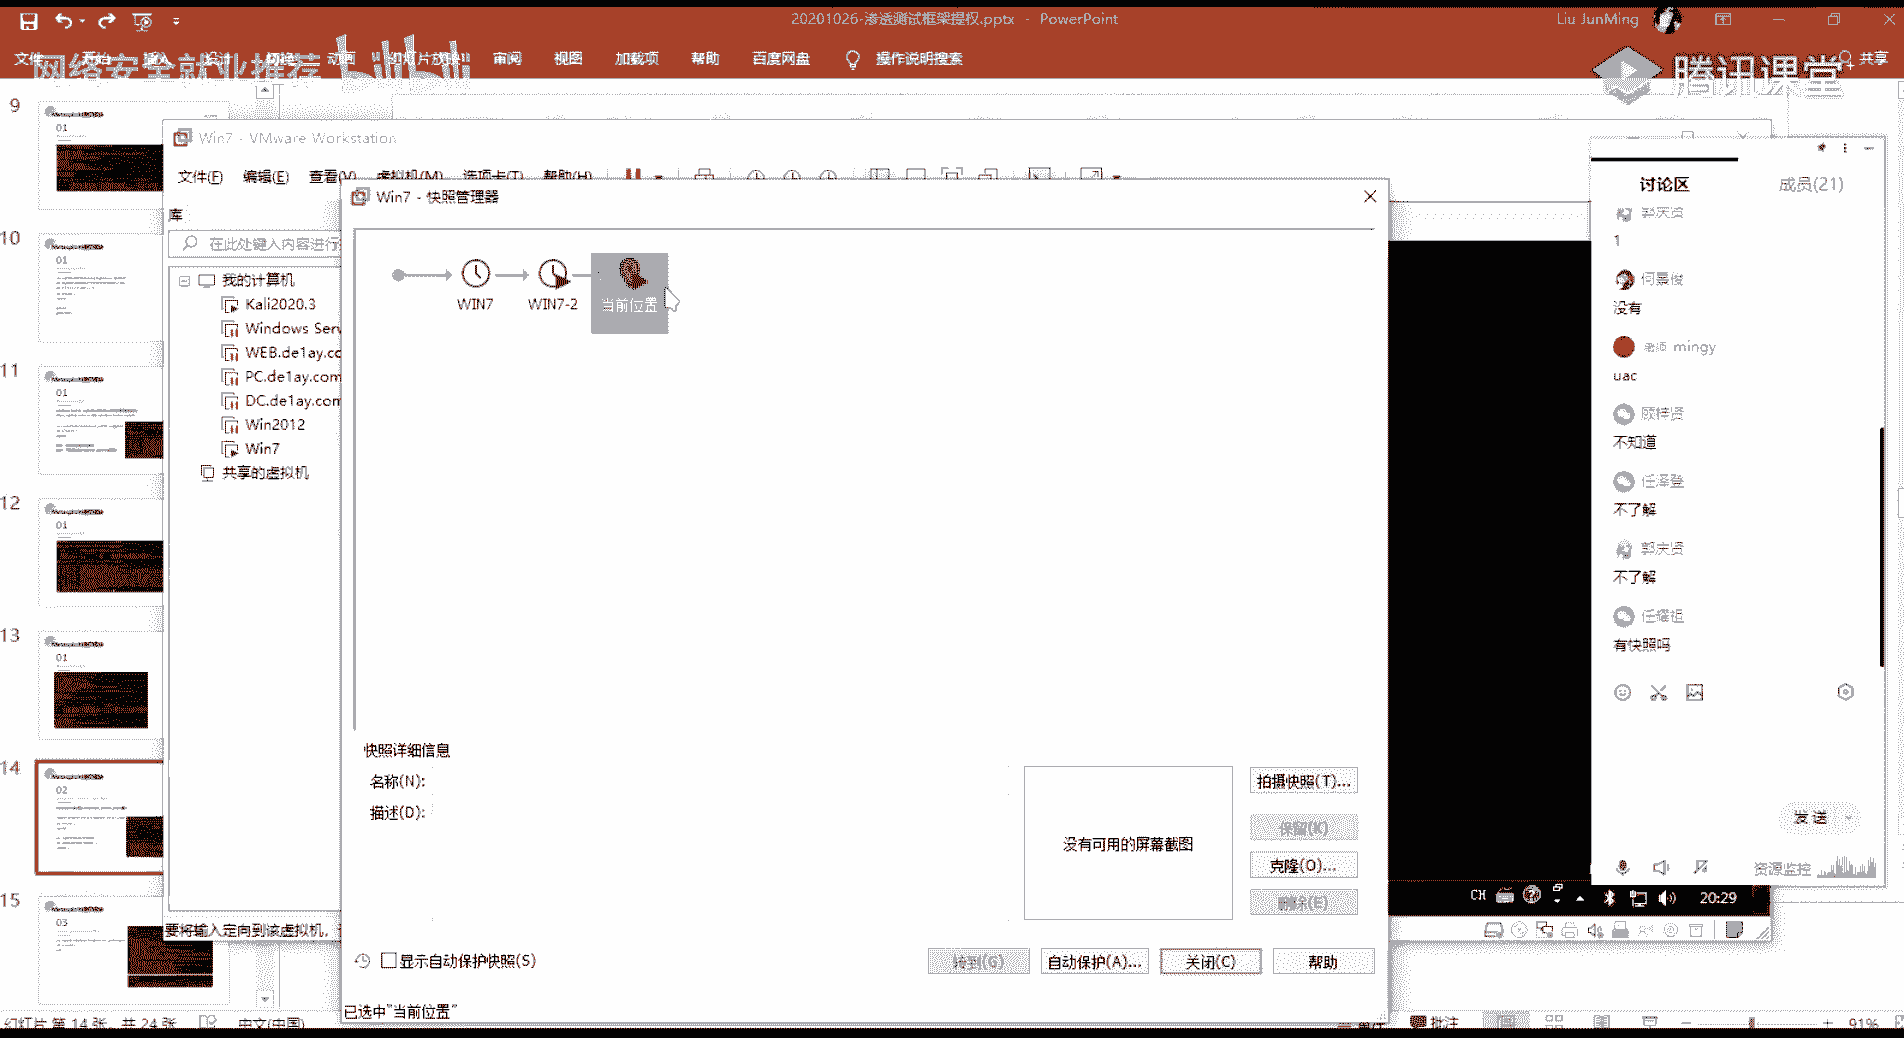 20201026-渗透测试框架提权.pptx - PowerPoint
Liu JunMing
文件 开始 插入 设计 切换 动画 幻灯片放映 审阅 视图 加载项 帮助 百度网盘 操作说明搜索
共享
网络安全就业推荐 bilibili
腾讯课堂
9
01
10
01
11
01
12
01
13
01
14
02
15
03
Win7 - VMware Workstation
文件(F) 编辑(E) 查看(V) 虚拟机(M) 选项卡(T) 帮助(H)
库
在此处键入内容进行
我的计算机
Kali2020.3
Windows Serv
WEB.de1ay.co
PC.de1ay.com
DC.de1ay.com
Win2012
Win7
共享的虚拟机
要将输入定向到该虚拟机，
Win7 - 快照管理器
WIN7
WIN7-2
当前位置
快照详细信息
名称(N):
描述(D):
没有可用的屏幕截图
拍摄快照(T)...
保留(K)
克隆(O)...
删除(E)
显示自动保护快照(S)
转到(G)
自动保护(A)...
关闭(C)
帮助
已选中"当前位置"
讨论区
成员(21)
郭庆贤
1
何景俊
没有
老师 mingy
uac
顾梓贤
不知道
任泽登
不了解
郭庆贤
不了解
任耀祖
有快照吗
发送
资源监控
CH
20:29
幻灯片 第 14 张，共 24 张
中文(中国)
备注
批注
91%